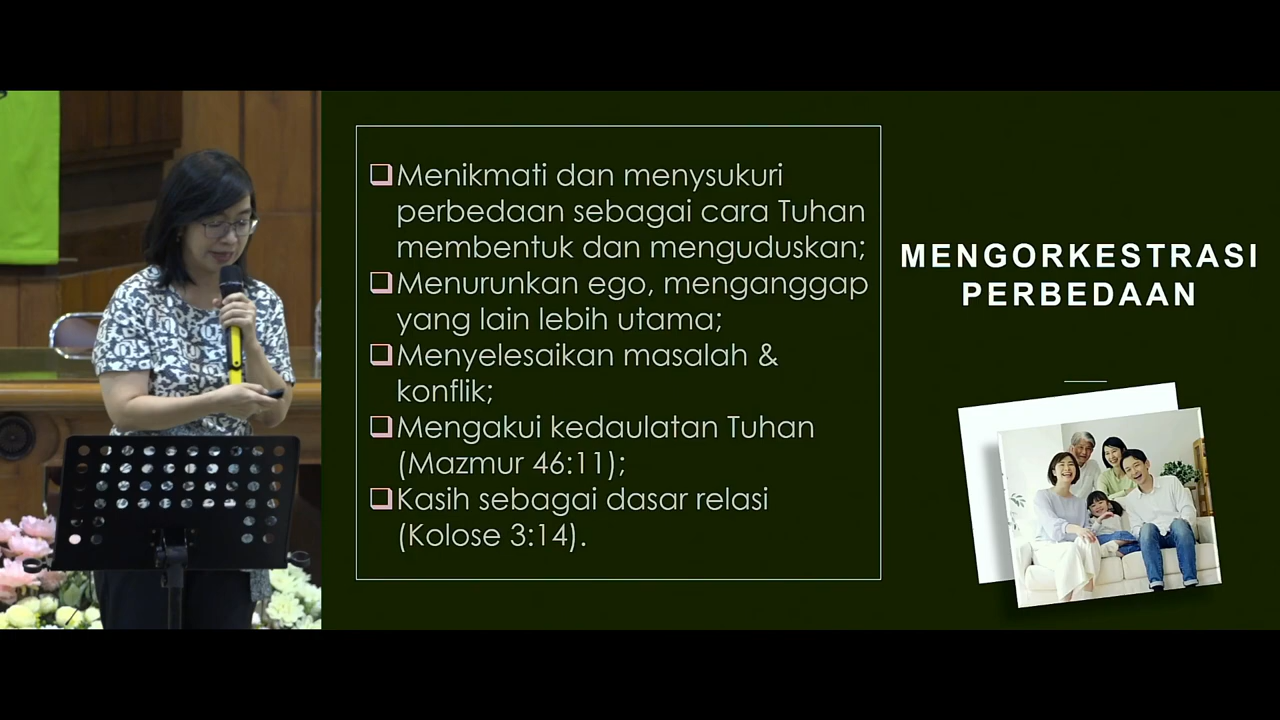 Menikmati dan menysukuri
perbedaan sebagai cara Tuhan
membentuk dan menguduskan;
Menurunkan ego, menganggap
yang lain lebih utama;
Menyelesaikan masalah &
konflik;
Mengakui kedaulatan Tuhan
(Mazmur 46:11);
Kasih sebagai dasar relasi
(Kolose 3:14).
MENGORKESTRASI
PERBEDAAN